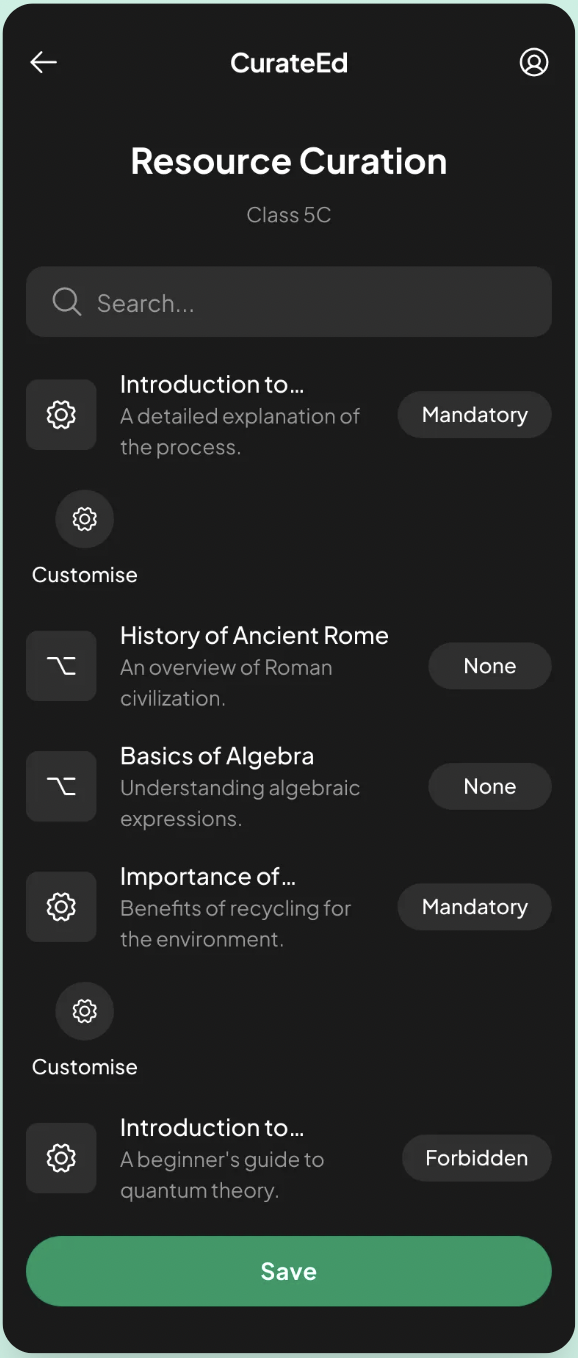 CurateEd
Resource Curation
Class 5C
Search...
Introduction to...
A detailed explanation of
the process.
Mandatory
Customise
History of Ancient Rome
An overview of Roman
civilization.
None
Basics of Algebra
Understanding algebraic
expressions.
None
Importance of...
Benefits of recycling for
the environment.
Mandatory
Customise
Introduction to...
A beginner's guide to
quantum theory.
Forbidden
Save